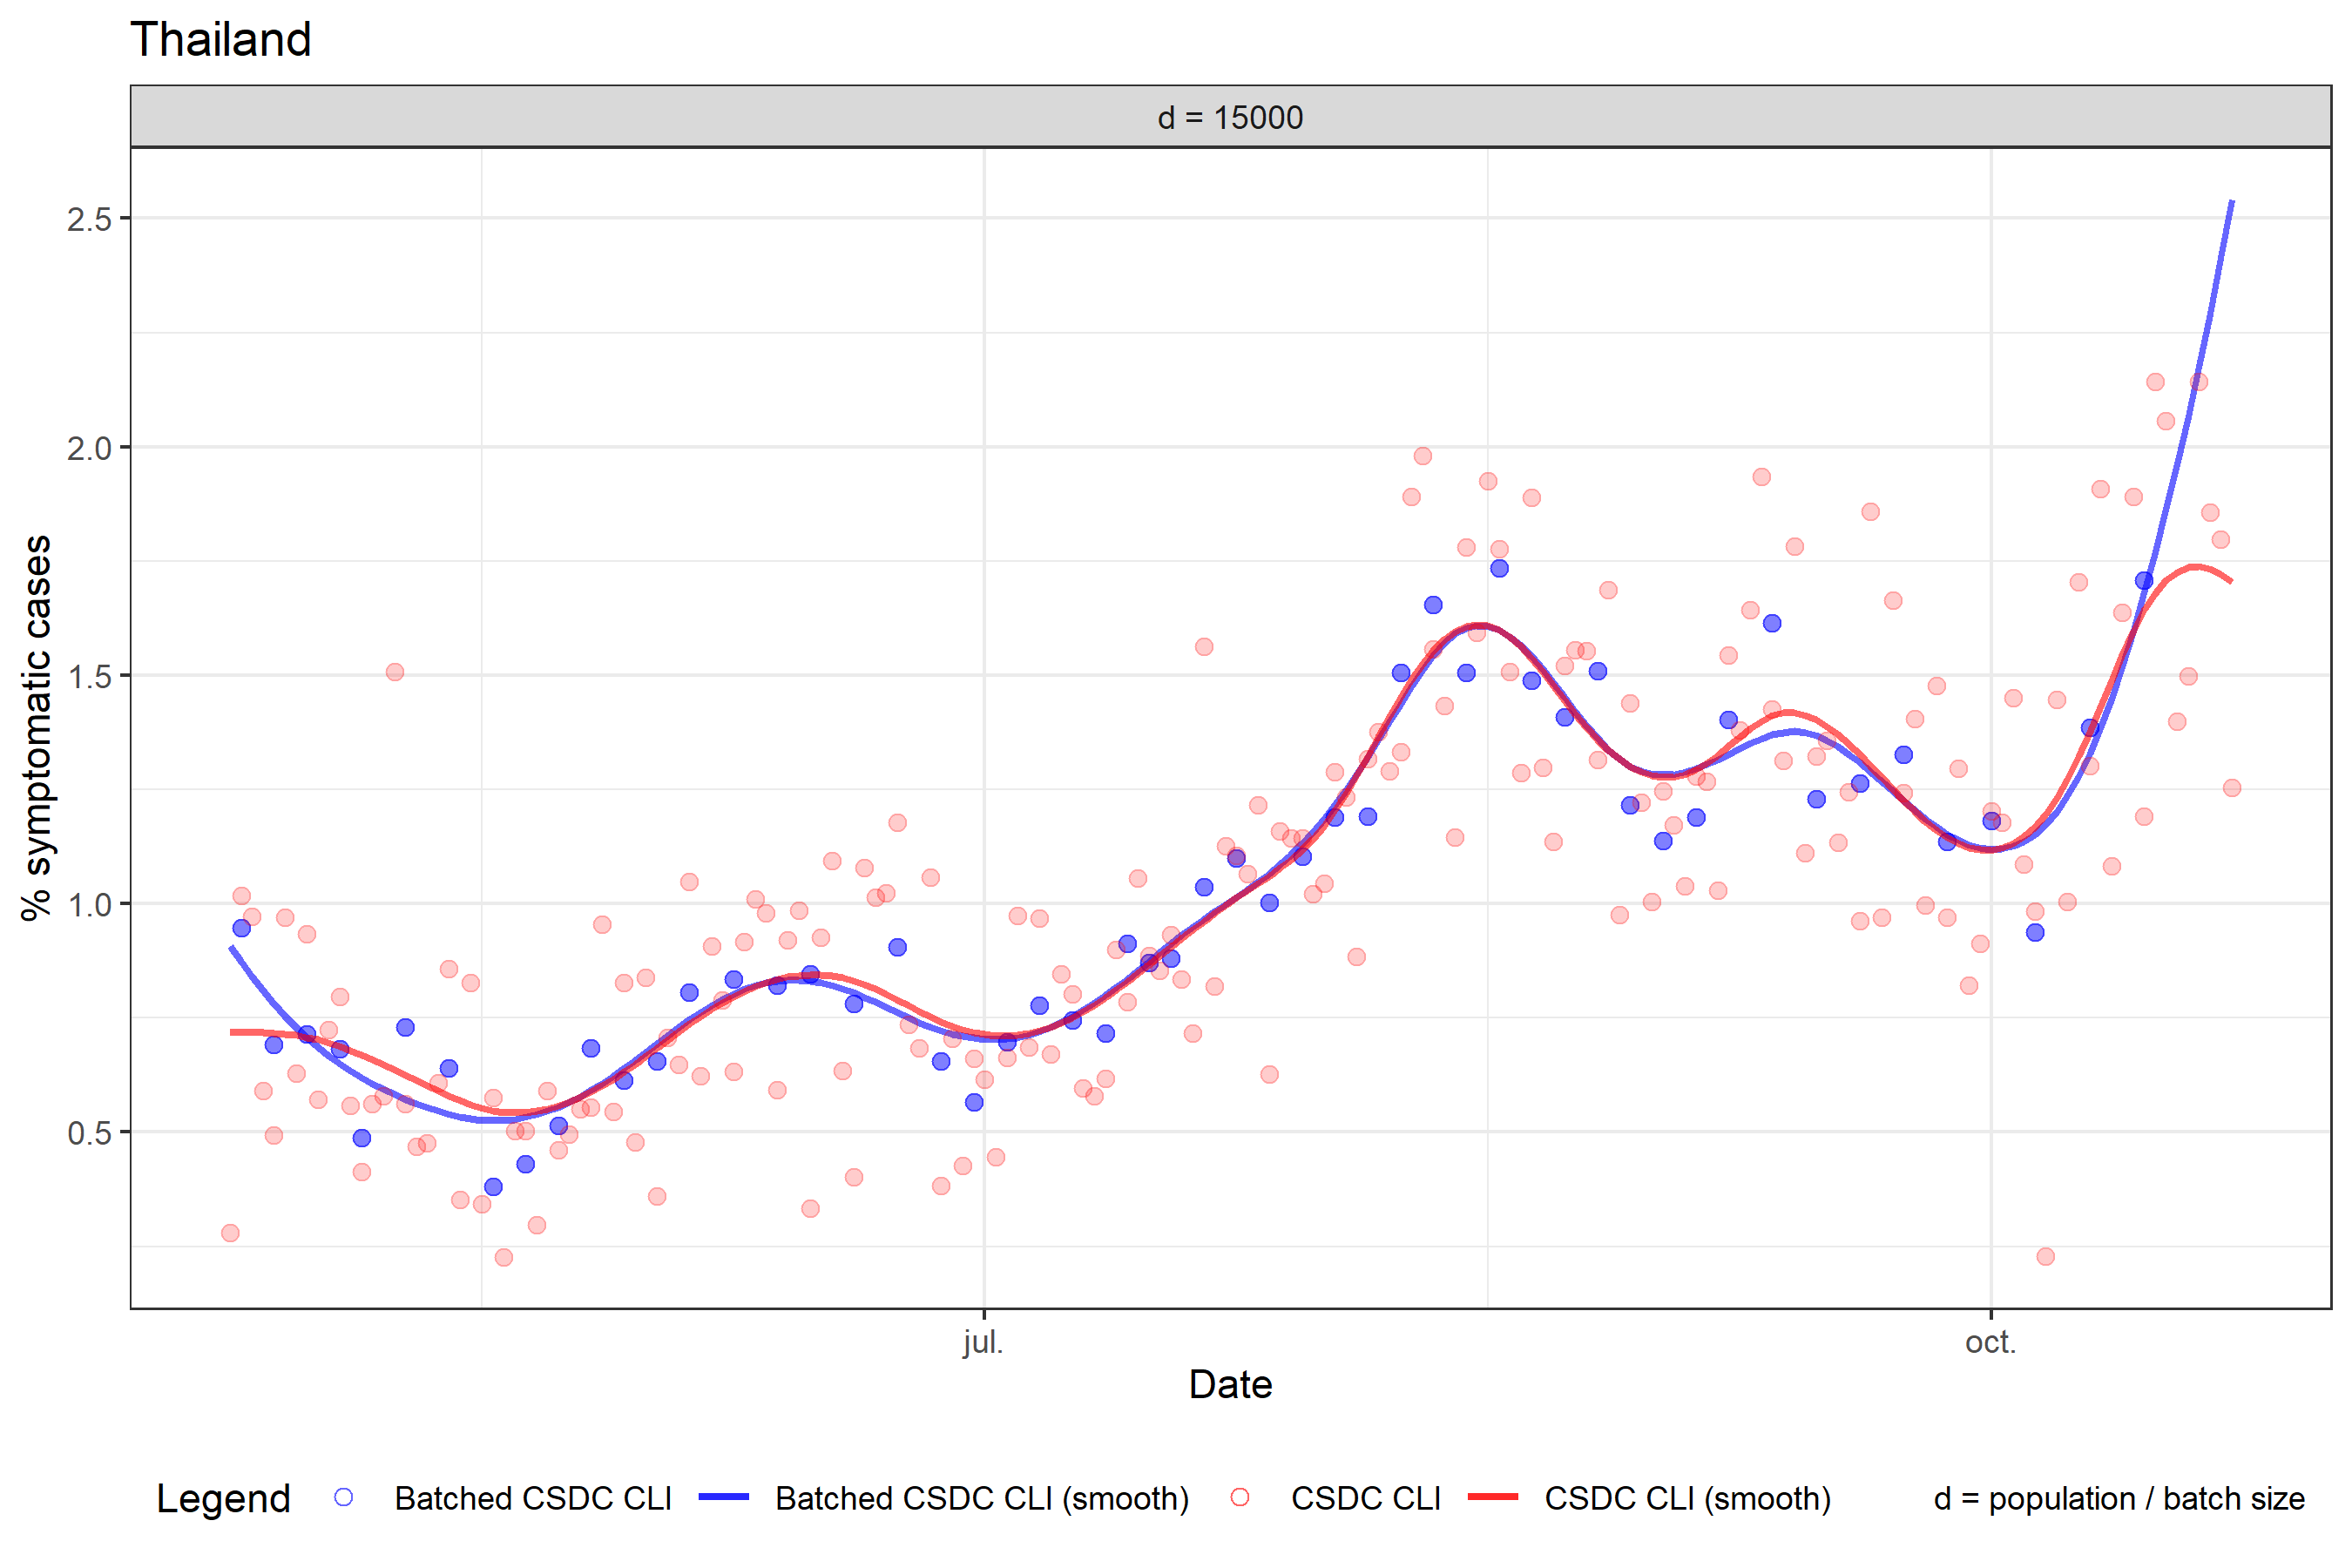 Thailand
d = 15000
% symptomatic cases
2.5
2.0
1.5
1.0
0.5
jul.
oct.
Date
Legend Batched CSDC CLI Batched CSDC CLI (smooth) CSDC CLI CSDC CLI (smooth) d = population / batch size